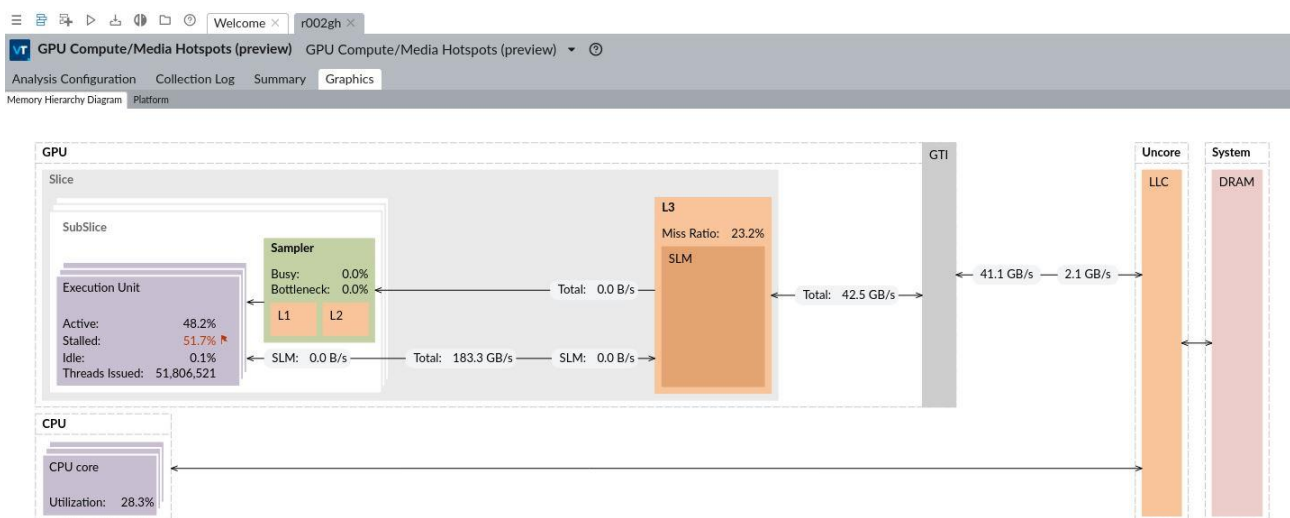 Welcome ×
r002gh ×
VT GPU Compute/Media Hotspots (preview) GPU Compute/Media Hotspots (preview)
Analysis Configuration Collection Log Summary Graphics
Memory Hierarchy Diagram Platform
GPU
GTI
Uncore
System
Slice
LLC
DRAM
SubSlice
L3
Miss Ratio: 23.2%
SLM
Sampler
Busy: 0.0%
Bottleneck: 0.0%
L1 L2
Total: 0.0 B/s
Total: 42.5 GB/s
41.1 GB/s
2.1 GB/s
Execution Unit
Active: 48.2%
Stalled: 51.7%
Idle: 0.1%
Threads Issued: 51,806,521
SLM: 0.0 B/s
Total: 183.3 GB/s
SLM: 0.0 B/s
CPU
CPU core
Utilization: 28.3%